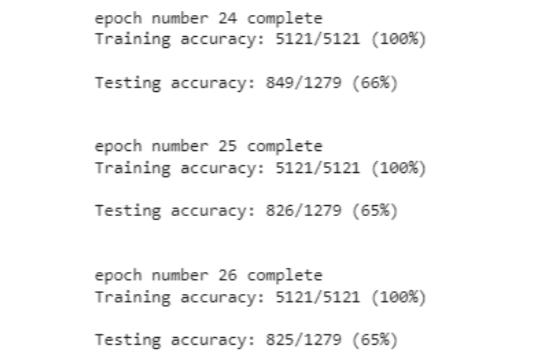 epoch number 24 complete
Training accuracy: 5121/5121 (100%)
Testing accuracy: 849/1279 (66%)
epoch number 25 complete
Training accuracy: 5121/5121 (100%)
Testing accuracy: 826/1279 (65%)
epoch number 26 complete
Training accuracy: 5121/5121 (100%)
Testing accuracy: 825/1279 (65%)